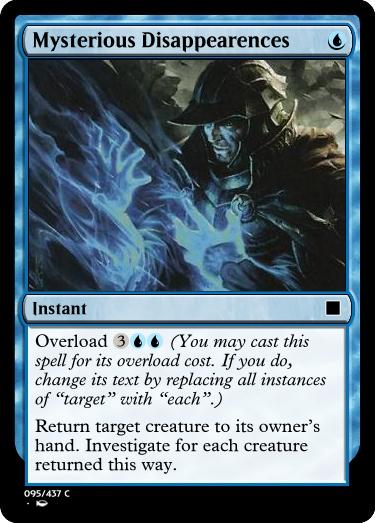 Mysterious Disappearences
Instant
Overload 3 (You may cast this
spell for its overload cost. If you do,
change its text by replacing all instances
of “target” with “each”.)
Return target creature to its owner’s
hand. Investigate for each creature
returned this way.
095/437 C